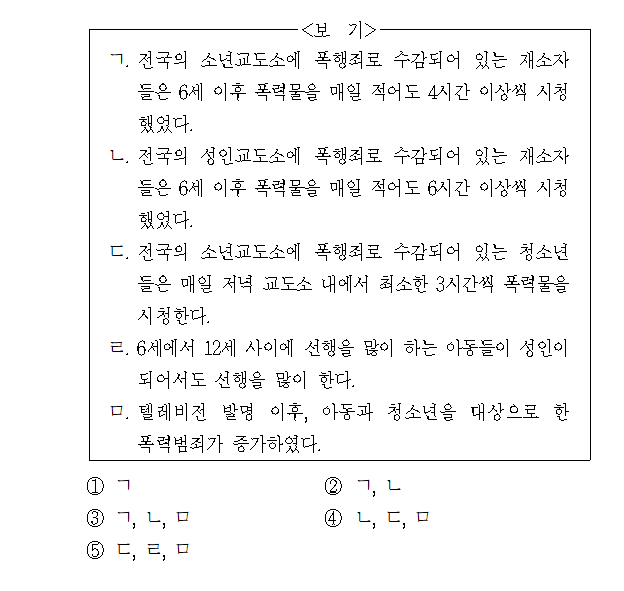 <보 기>
ㄱ. 전국의 소년교도소에 폭행죄로 수감되어 있는 재소자
들은 6세 이후 폭력물을 매일 적어도 4시간 이상씩 시청
했었다.
ㄴ. 전국의 성인교도소에 폭행죄로 수감되어 있는 재소자
들은 6세 이후 폭력물을 매일 적어도 6시간 이상씩 시청
했었다.
ㄷ. 전국의 소년교도소에 폭행죄로 수감되어 있는 청소년
들은 매일 저녁 교도소 내에서 최소한 3시간씩 폭력물을
시청한다.
ㄹ. 6세에서 12세 사이에 선행을 많이 하는 아동들이 성인이
되어서도 선행을 많이 한다.
ㅁ. 텔레비전 발명 이후, 아동과 청소년을 대상으로 한
폭력범죄가 증가하였다.
① ㄱ ② ㄱ, ㄴ
③ ㄱ, ㄴ, ㅁ ④ ㄴ, ㄷ, ㅁ
⑤ ㄷ, ㄹ, ㅁ